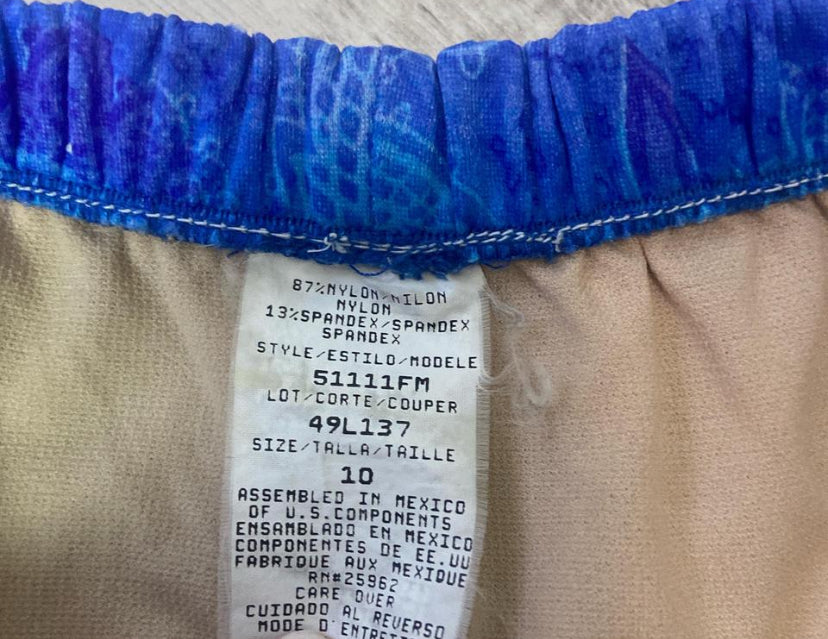 87%NYLON/NILON
NYLON
13%SPANDEX/SPANDEX
SPANDEX
STYLE/ESTILO/MODELE
51111FM
LOT/CORTE/COUPER
49L137
SIZE/TALLA/TAILLE
10
ASSEMBLED IN MEXICO
OF U.S.COMPONENTS
ENSAMBLADO EN MEXICO
COMPONENTES DE EE.UU
FABRIQUE AUX MEXIQUE
RN#25962
CARE OVER
CUIDADO AL REVERSO
MODE D'ENTRETI